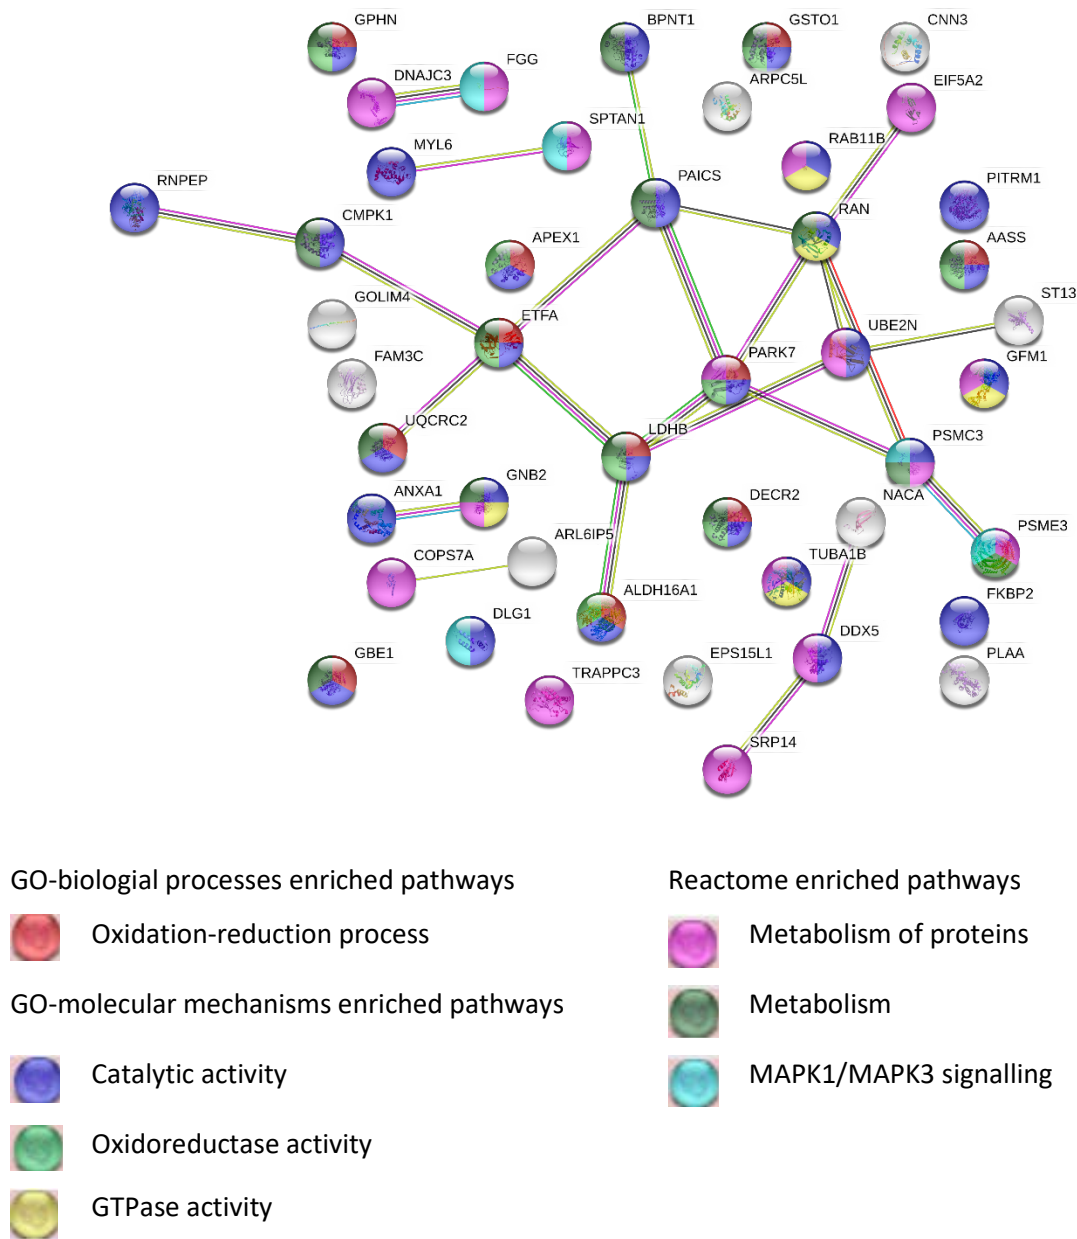 GPHN
BPNT1
GSTO1
CNN3
DNAJC3
FGG
ARPC5L
EIF5A2
SPTAN1
MYL6
RAB11B
RNPEP
PAICS
PITRM1
CMPK1
RAN
APEX1
AASS
GOLIM4
ETFA
ST13
UBE2N
FAM3C
PARK7
GFM1
UQCRC2
LDHB
PSMC3
ANXA1
GNB2
DECR2
NACA
ARL6IP5
PSME3
COPS7A
TUBA1B
ALDH16A1
FKBP2
DLG1
DDX5
GBE1
EPS15L1
PLAA
TRAPPC3
SRP14
GO-biologial processes enriched pathways
Oxidation-reduction process
GO-molecular mechanisms enriched pathways
Catalytic activity
Oxidoreductase activity
GTPase activity
Reactome enriched pathways
Metabolism of proteins
Metabolism
MAPK1/MAPK3 signalling